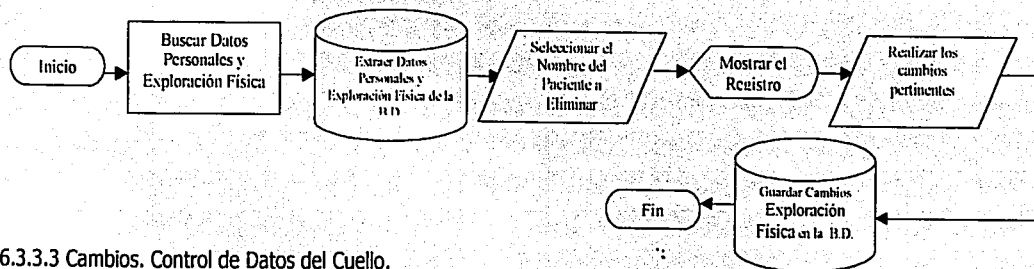 Inicio
Buscar Datos
Personales y
Exploración Física
Extraer Datos
Personales y
Exploración Física de la
B.D.
Seleccionar el
Nombre del
Paciente a
Eliminar
Mostrar el
Registro
Realizar los
cambios
pertinentes
Guardar Cambios
Exploración
Física en la B.D.
Fin
6.3.3.3 Cambios. Control de Datos del Cuello.